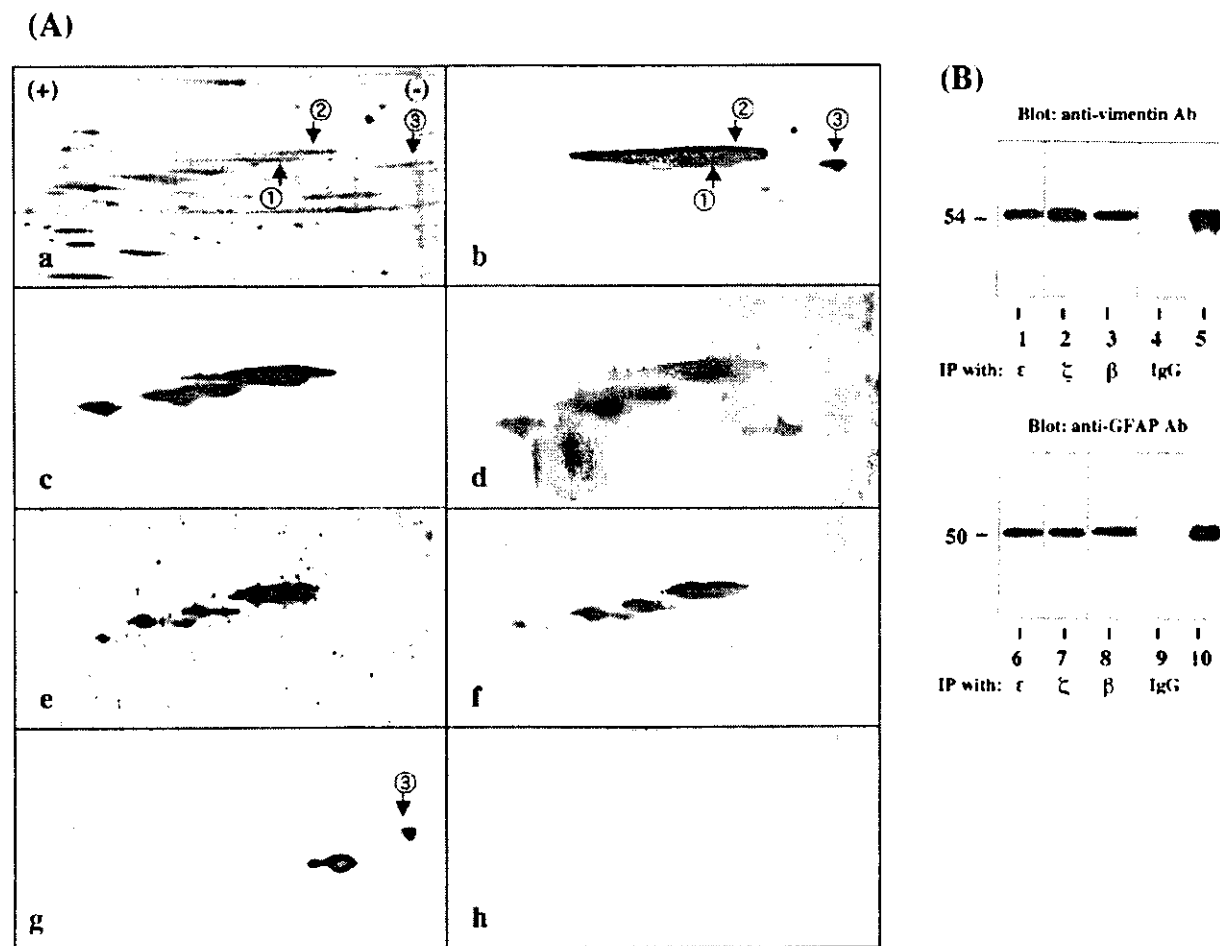 (A)
(+) (-)
② ③
①
a
② ③
①
b
c
d
e
f
③
g
h
(B)
Blot: anti-vimentin Ab
54 –
1 2 3 4 5
IP with: ε ζ β IgG
Blot: anti-GFAP Ab
50 –
6 7 8 9 10
IP with: ε ζ β IgG